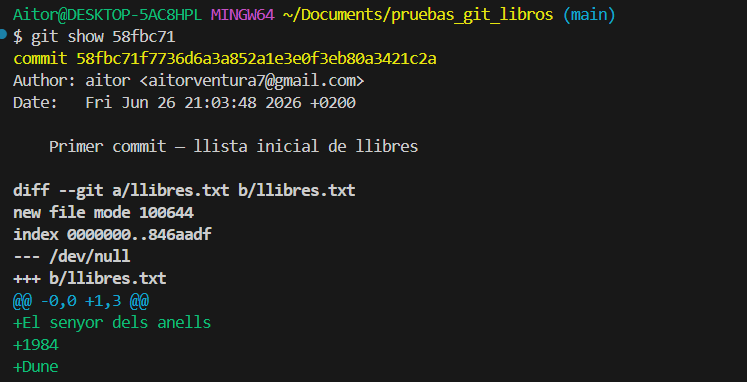 Aitor@DESKTOP-5AC8HPL MINGW64 ~/Documents/pruebas_git_libros (main)
$ git show 58fbc71
commit 58fbc71f7736d6a3a852a1e3e0f3eb80a3421c2a
Author: aitor <aitorventura7@gmail.com>
Date:   Fri Jun 26 21:03:48 2026 +0200
    Primer commit — llista inicial de llibres
diff --git a/llibres.txt b/llibres.txt
new file mode 100644
index 0000000..846aadf
--- /dev/null
+++ b/llibres.txt
@@ -0,0 +1,3 @@
+El senyor dels anells
+1984
+Dune